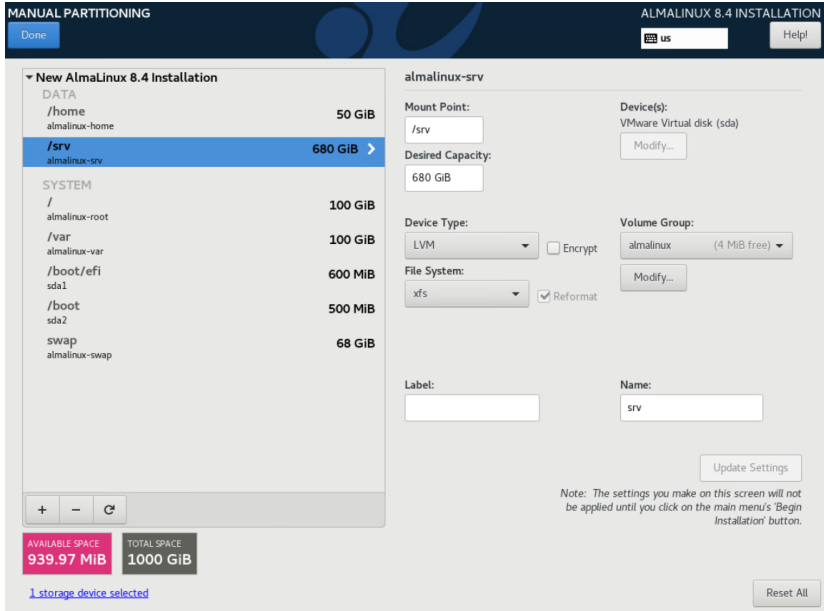 MANUAL PARTITIONING
ALMALINUX 8.4 INSTALLATION
Done
us
Help!
New AlmaLinux 8.4 Installation
DATA
/home
50 GiB
almalinux-home
/srv
680 GiB
almalinux-srv
SYSTEM
/
100 GiB
almalinux-root
/var
100 GiB
almalinux-var
/boot/efi
600 MiB
sda1
/boot
500 MiB
sda2
swap
68 GiB
almalinux-swap
+ −
AVAILABLE SPACE
939.97 MiB
TOTAL SPACE
1000 GiB
1 storage device selected
almalinux-srv
Mount Point:
/srv
Desired Capacity:
680 GiB
Device(s):
VMware Virtual disk (sda)
Modify...
Device Type:
LVM
Encrypt
Volume Group:
almalinux (4 MiB free)
File System:
xfs
Reformat
Modify...
Label:
Name:
srv
Update Settings
Note: The settings you make on this screen will not
be applied until you click on the main menu's 'Begin
Installation' button.
Reset All